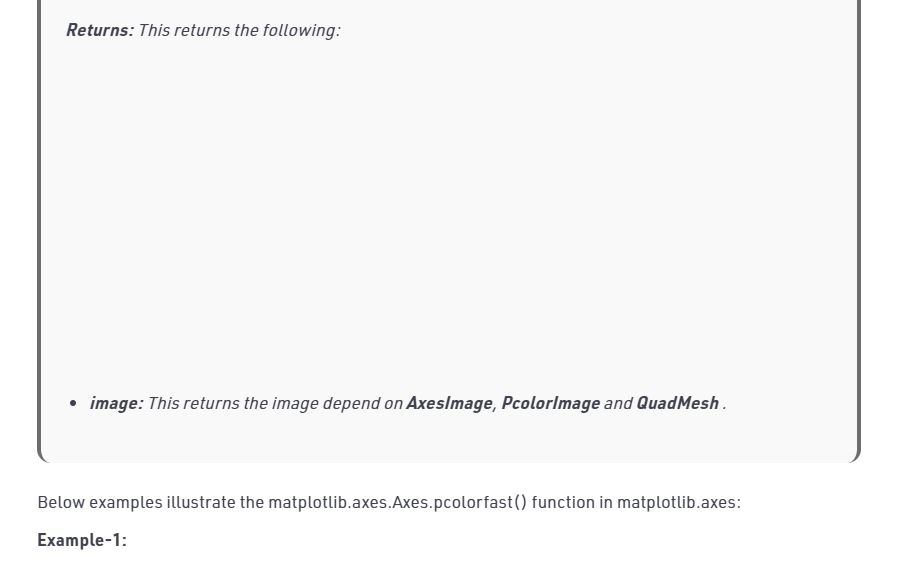 Returns: This returns the following:
• image: This returns the image depend on AxesImage, PcolorImage and QuadMesh .
Below examples illustrate the matplotlib.axes.Axes.pcolorfast() function in matplotlib.axes:
Example-1: